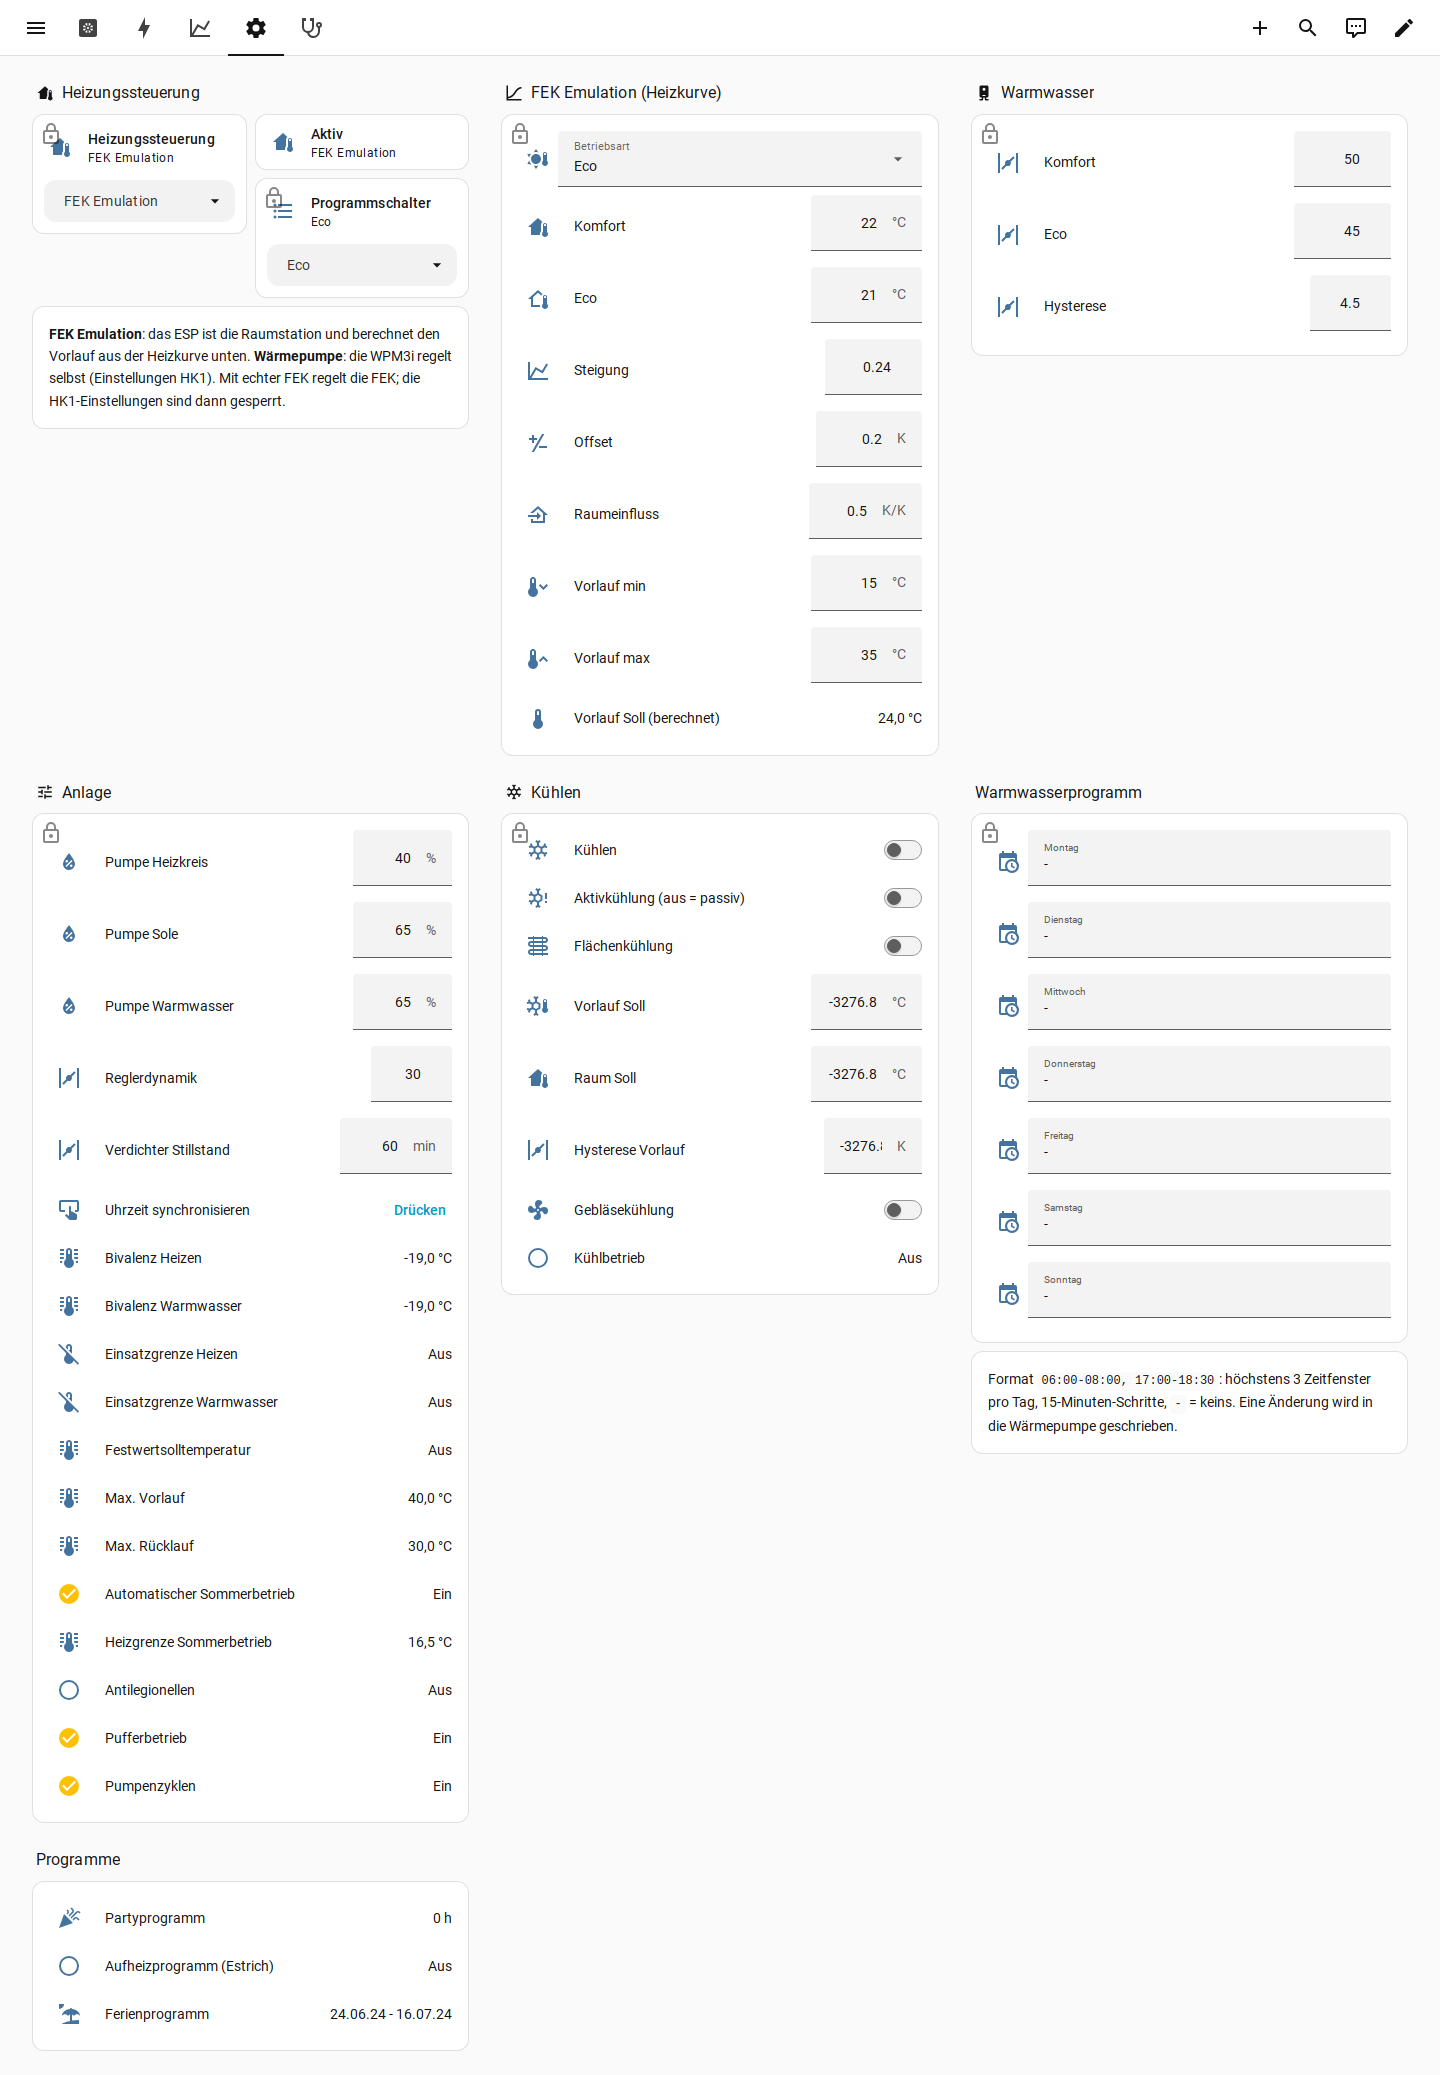 Heizungssteuerung
Heizungssteuerung
FEK Emulation
FEK Emulation
Aktiv
FEK Emulation
Programmschalter
Eco
Eco
FEK Emulation: das ESP ist die Raumstation und berechnet den
Vorlauf aus der Heizkurve unten. Wärmepumpe: die WPM3i regelt
selbst (Einstellungen HK1). Mit echter FEK regelt die FEK; die
HK1-Einstellungen sind dann gesperrt.
FEK Emulation (Heizkurve)
Betriebsart
Eco
Komfort 22 °C
Eco 21 °C
Steigung 0.24
Offset 0.2 K
Raumeinfluss 0.5 K/K
Vorlauf min 15 °C
Vorlauf max 35 °C
Vorlauf Soll (berechnet) 24,0 °C
Warmwasser
Komfort 50
Eco 45
Hysterese 4.5
Anlage
Pumpe Heizkreis 40 %
Pumpe Sole 65 %
Pumpe Warmwasser 65 %
Reglerdynamik 30
Verdichter Stillstand 60 min
Uhrzeit synchronisieren Drücken
Bivalenz Heizen -19,0 °C
Bivalenz Warmwasser -19,0 °C
Einsatzgrenze Heizen Aus
Einsatzgrenze Warmwasser Aus
Festwertsolltemperatur Aus
Max. Vorlauf 40,0 °C
Max. Rücklauf 30,0 °C
Automatischer Sommerbetrieb Ein
Heizgrenze Sommerbetrieb 16,5 °C
Antilegionellen Aus
Pufferbetrieb Ein
Pumpenzyklen Ein
Kühlen
Kühlen
Aktivkühlung (aus = passiv)
Flächenkühlung
Vorlauf Soll -3276.8 °C
Raum Soll -3276.8 °C
Hysterese Vorlauf K
Gebläsekühlung
Kühlbetrieb Aus
Warmwasserprogramm
Montag
-
Dienstag
-
Mittwoch
-
Donnerstag
-
Freitag
-
Samstag
-
Sonntag
-
Format 06:00-08:00, 17:00-18:30 : höchstens 3 Zeitfenster
pro Tag, 15-Minuten-Schritte, - = keins. Eine Änderung wird in
die Wärmepumpe geschrieben.
Programme
Partyprogramm 0 h
Aufheizprogramm (Estrich) Aus
Ferienprogramm 24.06.24 - 16.07.24